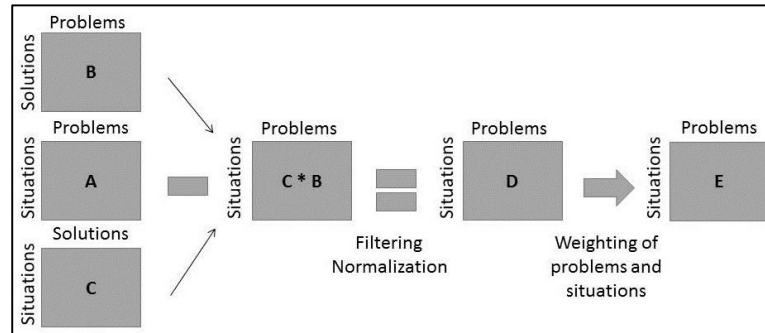 Problems
Solutions
B
Problems
Situations
A
Solutions
Situations
C
Problems
Situations
C * B
Filtering
Normalization
Problems
Situations
D
Weighting of
problems and
situations
Problems
Situations
E